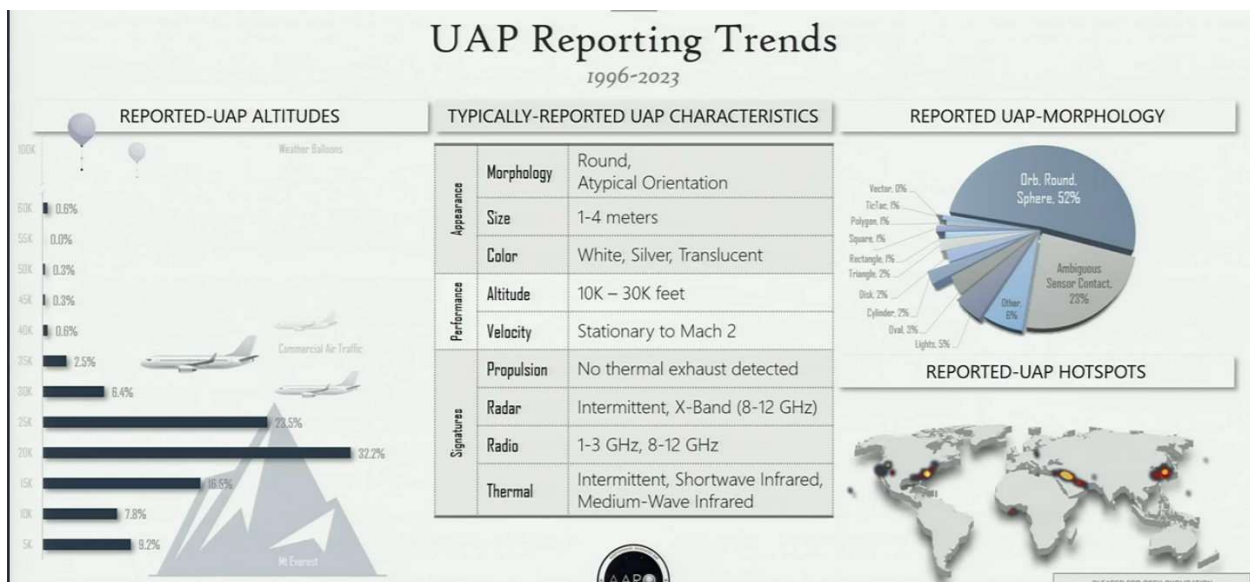 UAP Reporting Trends
1996-2023
REPORTED-UAP ALTITUDES
100K
Weather Balloons
60K 0.6%
55K 0.0%
50K 0.3%
45K 0.3%
40K 0.6%
Commercial Air Traffic
35K 2.5%
30K 6.4%
25K 23.5%
20K 32.2%
15K 16.5%
10K 7.8%
5K 9.2%
Mt Everest
TYPICALLY-REPORTED UAP CHARACTERISTICS
Appearance
Morphology
Round,
Atypical Orientation
Size
1-4 meters
Color
White, Silver, Translucent
Performance
Altitude
10K – 30K feet
Velocity
Stationary to Mach 2
Signatures
Propulsion
No thermal exhaust detected
Radar
Intermittent, X-Band (8-12 GHz)
Radio
1-3 GHz, 8-12 GHz
Thermal
Intermittent, Shortwave Infrared,
Medium-Wave Infrared
AARO
REPORTED UAP-MORPHOLOGY
Orb, Round,
Sphere, 52%
Ambiguous
Sensor Contact,
23%
Other,
6%
Lights, 5%
Oval, 3%
Cylinder, 2%
Disk, 2%
Triangle, 2%
Rectangle, 1%
Square, 1%
Polygon, 1%
TicTac, 1%
Vector, 0%
REPORTED-UAP HOTSPOTS